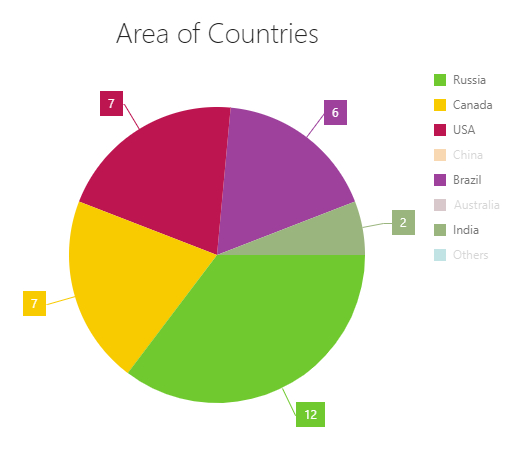 Area of Countries
Russia
Canada
USA
China
Brazil
Australia
India
Others
7
6
2
7
12